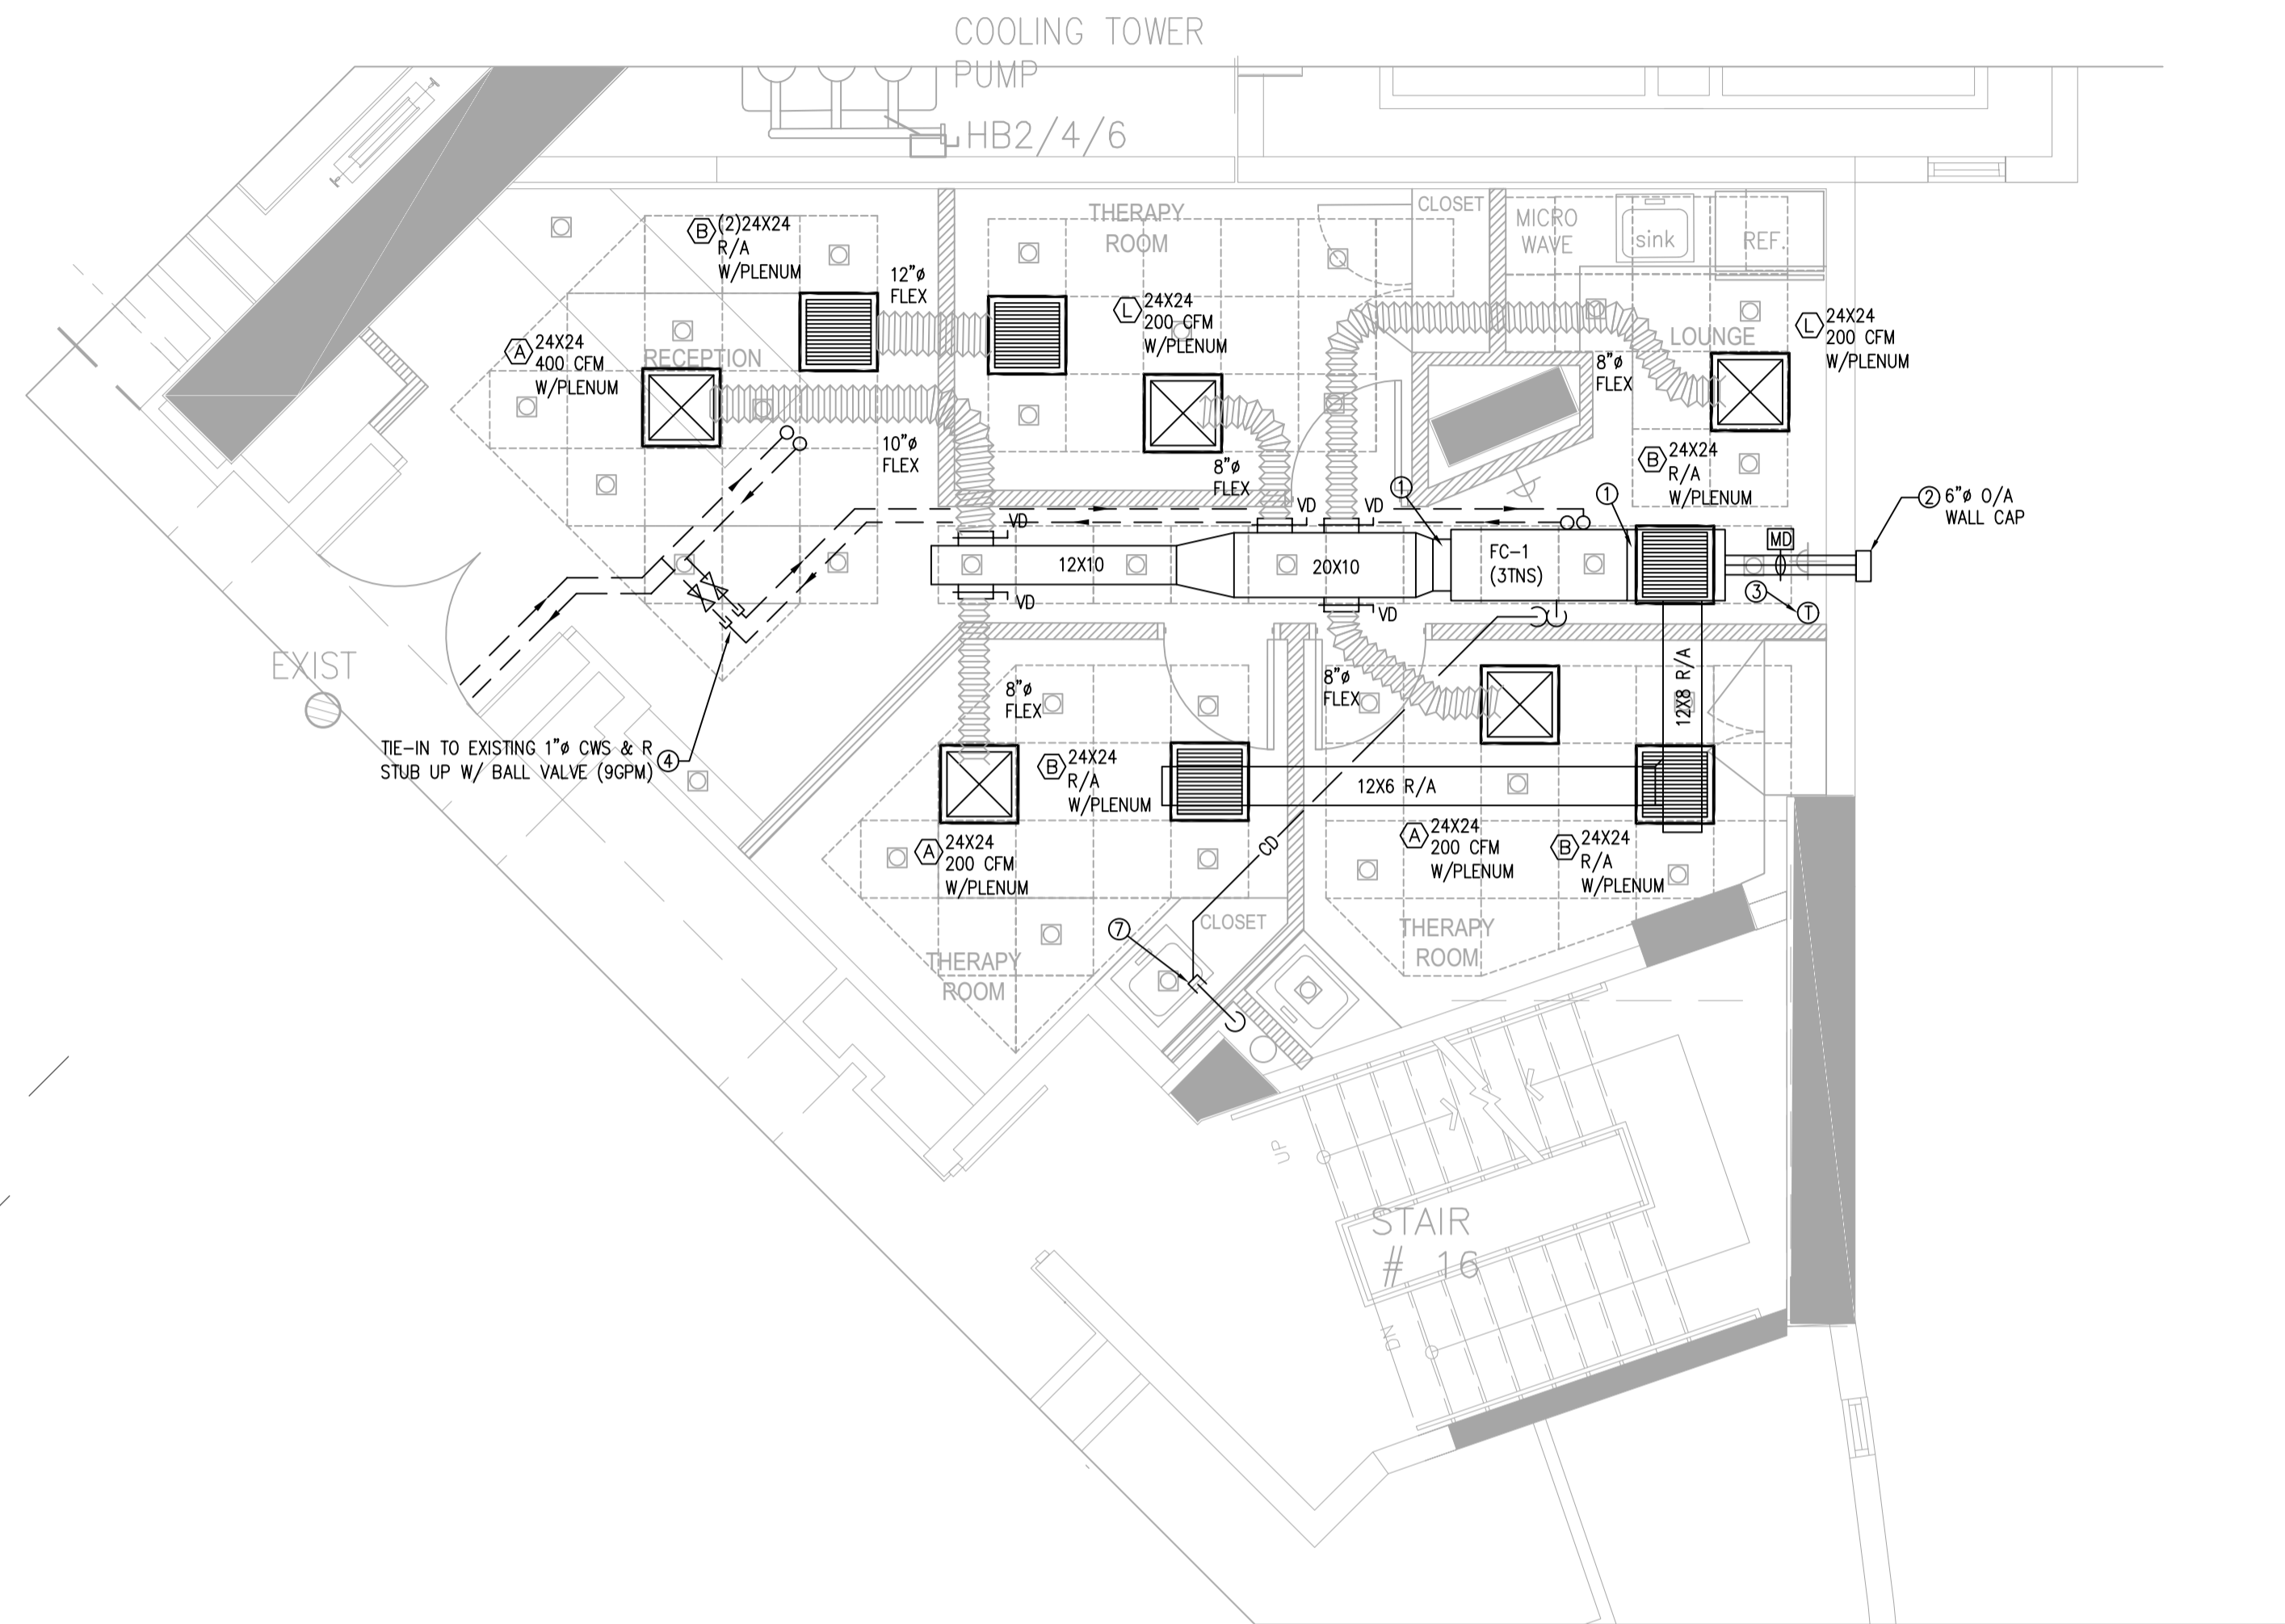 COOLING TOWER
PUMP
HB2/4/6
B
(2)24X24
R/A
W/PLENUM
12"ø
FLEX
THERAPY
ROOM
CLOSET
MICRO
WAVE
sink
REF.
A
24X24
400 CFM
W/PLENUM
RECEPTION
L
24X24
200 CFM
W/PLENUM
LOUNGE
L
24X24
200 CFM
W/PLENUM
8"ø
FLEX
10"ø
FLEX
8"ø
FLEX
B
24X24
R/A
W/PLENUM
1
1
2
6"ø O/A
WALL CAP
VD
VD
VD
12X10
20X10
FC-1
(3TNS)
MD
3
T
VD
VD
EXIST
8"ø
FLEX
8"ø
FLEX
12X8 R/A
TIE-IN TO EXISTING 1"ø CWS & R
STUB UP W/ BALL VALVE (9GPM)
4
B
24X24
R/A
W/PLENUM
12X6 R/A
CD
A
24X24
200 CFM
W/PLENUM
A
24X24
200 CFM
W/PLENUM
B
24X24
R/A
W/PLENUM
7
CLOSET
THERAPY
ROOM
THERAPY
ROOM
UP
STAIR
# 16
DN